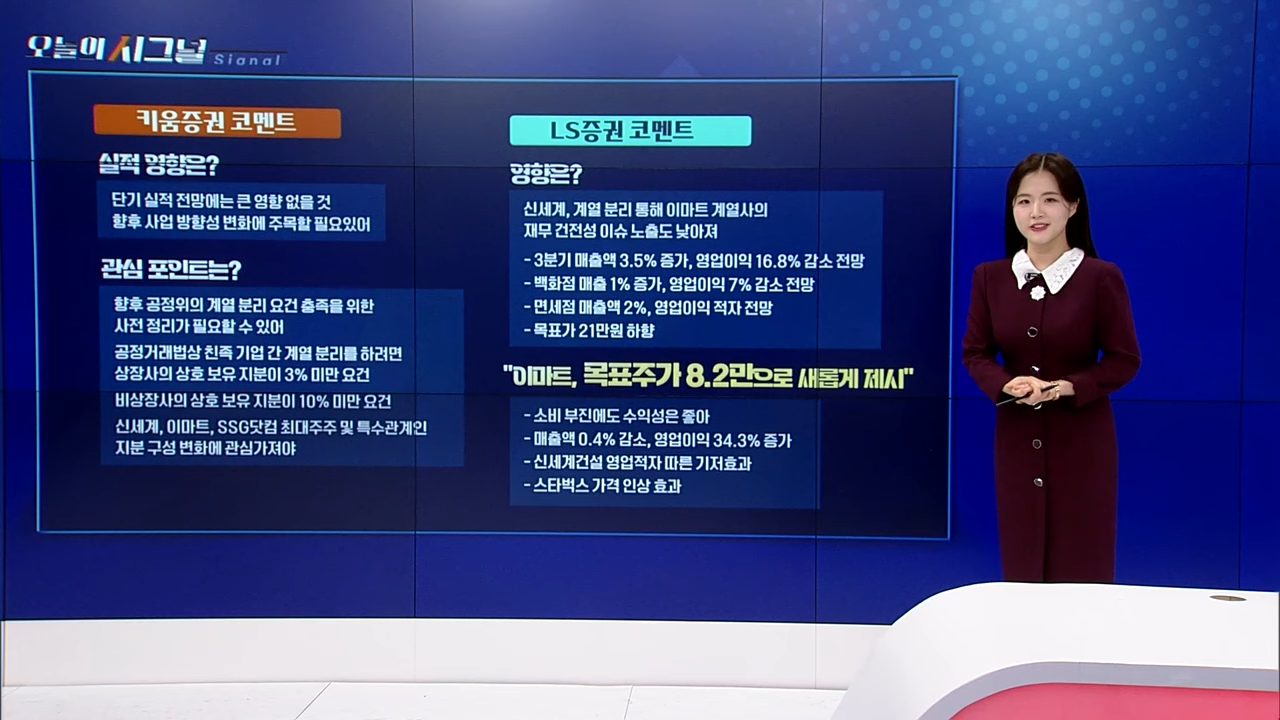 오늘의 시그널
Signal
키움증권 코멘트
실적 영향은?
단기 실적 전망에는 큰 영향 없을 것
향후 사업 방향성 변화에 주목할 필요있어
관심 포인트는?
향후 공정위의 계열 분리 요건 충족을 위한
사전 정리가 필요할 수 있어
공정거래법상 친족 기업 간 계열 분리를 하려면
상장사의 상호 보유 지분이 3% 미만 요건
비상장사의 상호 보유 지분이 10% 미만 요건
신세계, 이마트, SSG닷컴 최대주주 및 특수관계인
지분 구성 변화에 관심가져야
LS증권 코멘트
영향은?
신세계, 계열 분리 통해 이마트 계열사의
재무 건전성 이슈 노출도 낮아져
- 3분기 매출액 3.5% 증가, 영업이익 16.8% 감소 전망
- 백화점 매출 1% 증가, 영업이익 7% 감소 전망
- 면세점 매출액 2%, 영업이익 적자 전망
- 목표가 21만원 하향
"이마트, 목표주가 8.2만으로 새롭게 제시"
- 소비 부진에도 수익성은 좋아
- 매출액 0.4% 감소, 영업이익 34.3% 증가
- 신세계건설 영업적자 따른 기저효과
- 스타벅스 가격 인상 효과